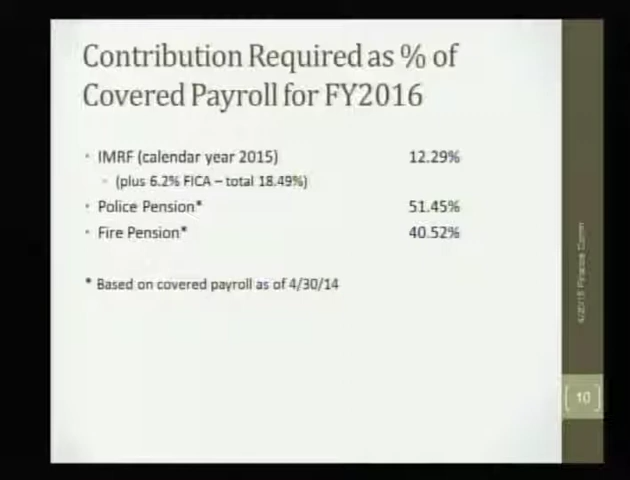 Contribution Required as % of
Covered Payroll for FY2016
• IMRF (calendar year 2015) 12.29%
• (plus 6.2% FICA – total 18.49%)
• Police Pension* 51.45%
• Fire Pension* 40.52%
* Based on covered payroll as of 4/30/14
Finance Comm
10